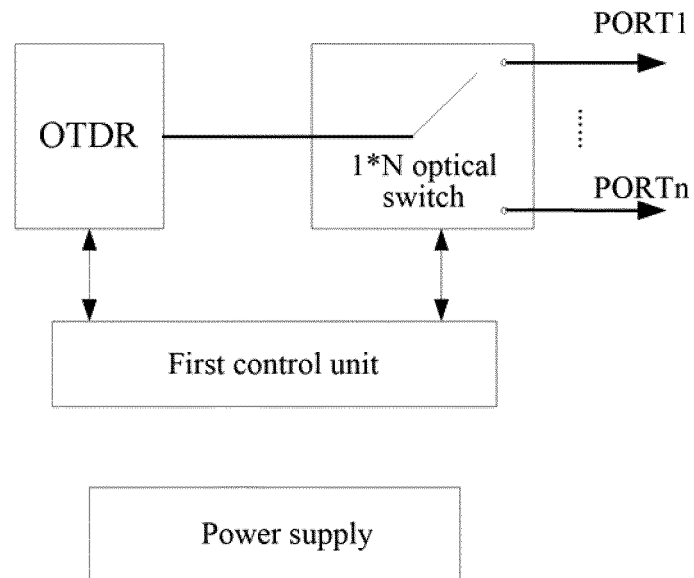 PORT1
OTDR
1*N optical
switch
PORTn
First control unit
Power supply